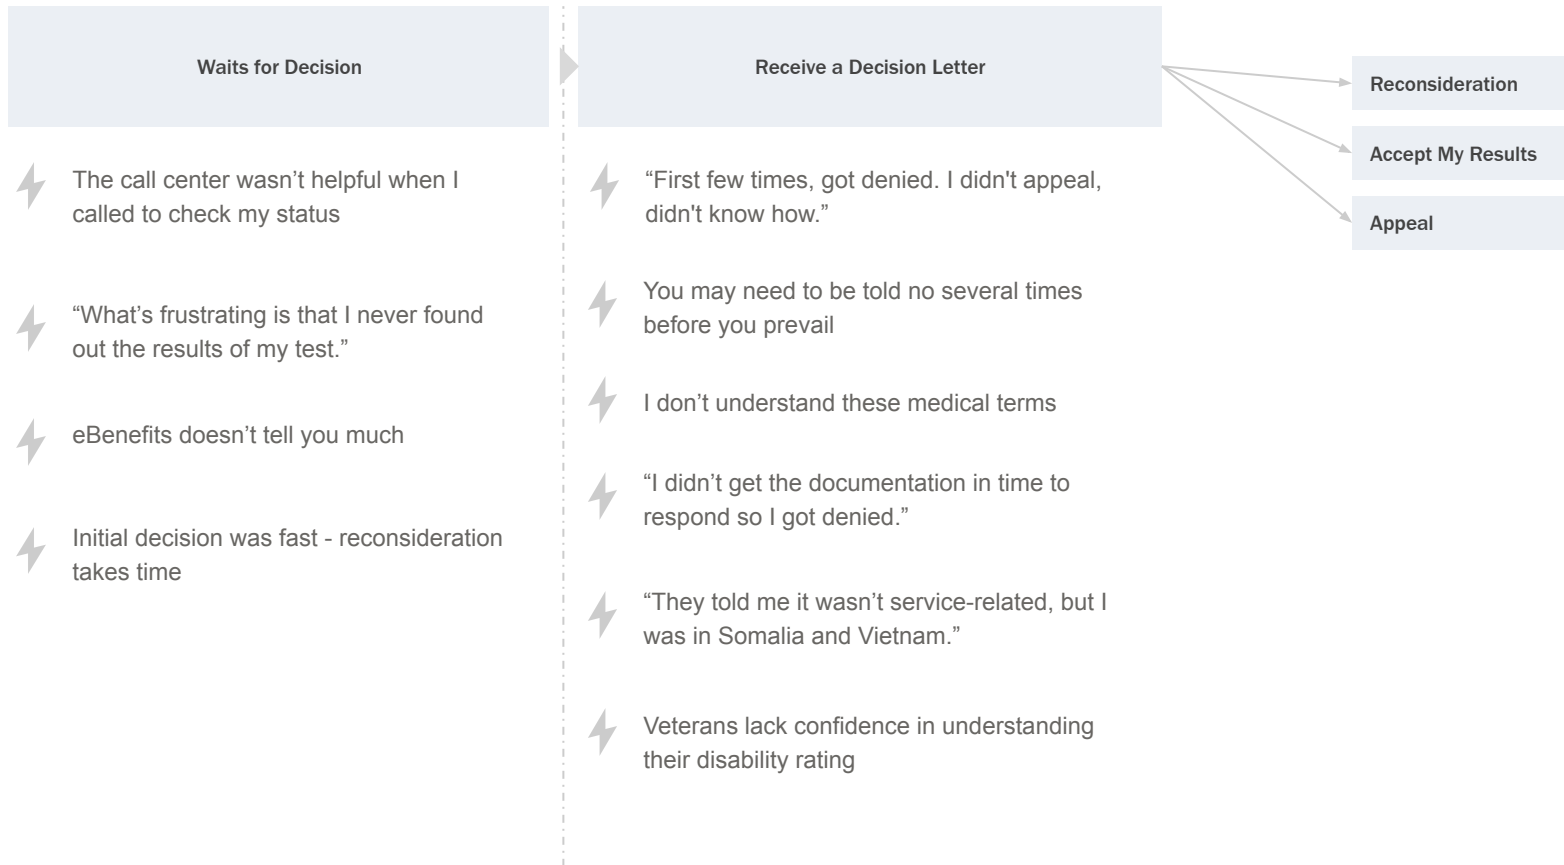 Waits for Decision
The call center wasn’t helpful when I
called to check my status
“What’s frustrating is that I never found
out the results of my test.”
eBenefits doesn’t tell you much
Initial decision was fast - reconsideration
takes time
Receive a Decision Letter
“First few times, got denied. I didn't appeal,
didn't know how.”
You may need to be told no several times
before you prevail
I don’t understand these medical terms
“I didn’t get the documentation in time to
respond so I got denied.”
“They told me it wasn’t service-related, but I
was in Somalia and Vietnam.”
Veterans lack confidence in understanding
their disability rating
Reconsideration
Accept My Results
Appeal